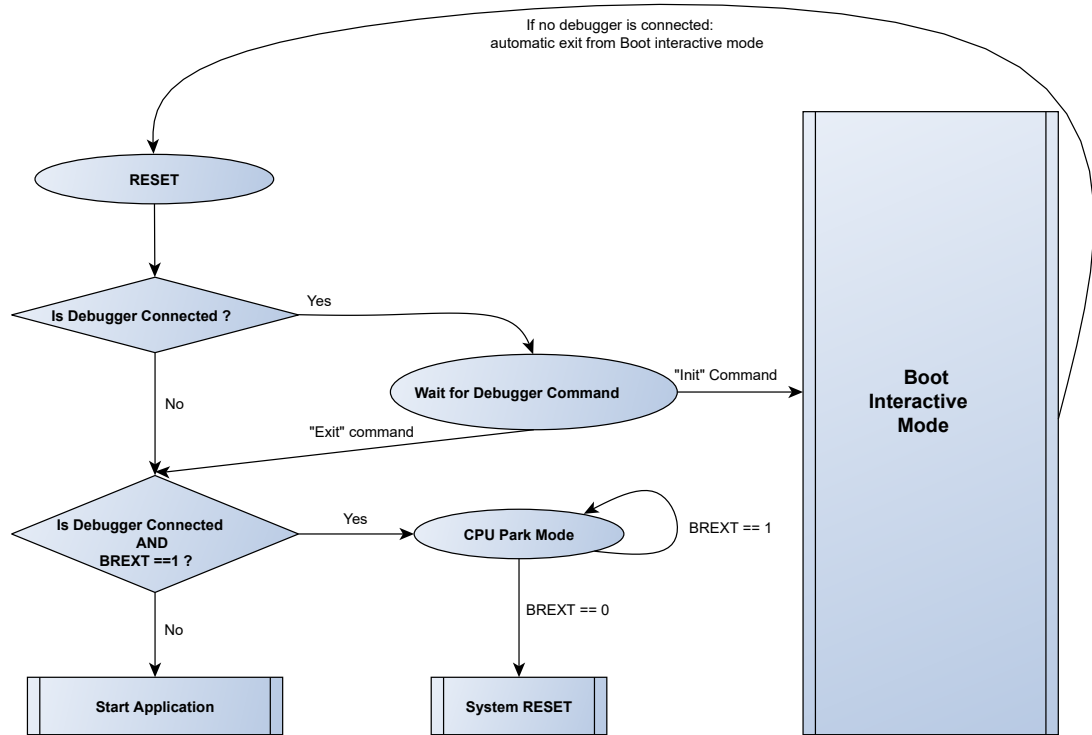 If no debugger is connected:
automatic exit from Boot interactive mode
RESET
Is Debugger Connected ?
Yes
Wait for Debugger Command
"Init" Command
Boot
Interactive
Mode
No
"Exit" command
Is Debugger Connected
AND
BREXT ==1 ?
Yes
CPU Park Mode
BREXT == 1
No
BREXT == 0
Start Application
System RESET